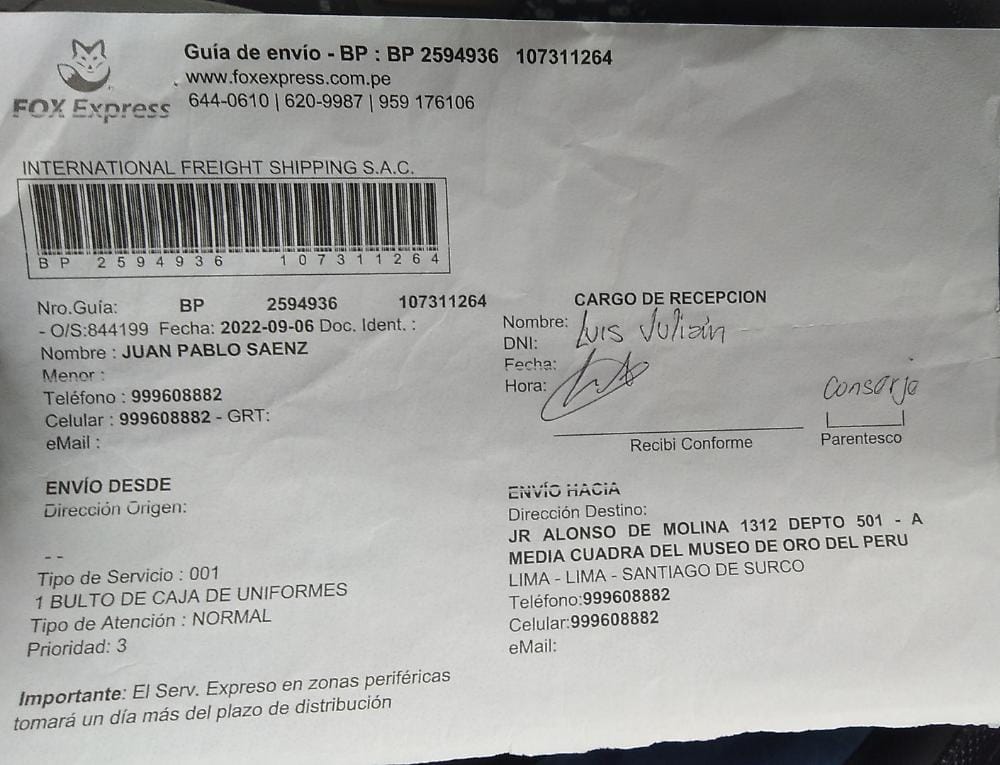 FOX Express
Guía de envío - BP : BP 2594936 107311264
www.foxexpress.com.pe
644-0610 | 620-9987 | 959 176106
INTERNATIONAL FREIGHT SHIPPING S.A.C.
BP 2594936 107311264
Nro.Guía: BP 2594936 107311264
- O/S:844199 Fecha: 2022-09-06 Doc. Ident. :
Nombre : JUAN PABLO SAENZ
Menor :
Teléfono : 999608882
Celular : 999608882 - GRT:
eMail :
CARGO DE RECEPCION
Nombre: Luis Julián
DNI:
Fecha:
Hora:
Conserje
Recibi Conforme
Parentesco
ENVÍO DESDE
Dirección Origen:
- -
Tipo de Servicio : 001
1 BULTO DE CAJA DE UNIFORMES
Tipo de Atención : NORMAL
Prioridad: 3
ENVÍO HACIA
Dirección Destino:
JR ALONSO DE MOLINA 1312 DEPTO 501 - A
MEDIA CUADRA DEL MUSEO DE ORO DEL PERU
LIMA - LIMA - SANTIAGO DE SURCO
Teléfono:999608882
Celular:999608882
eMail:
Importante: El Serv. Expreso en zonas periféricas
tomará un día más del plazo de distribución